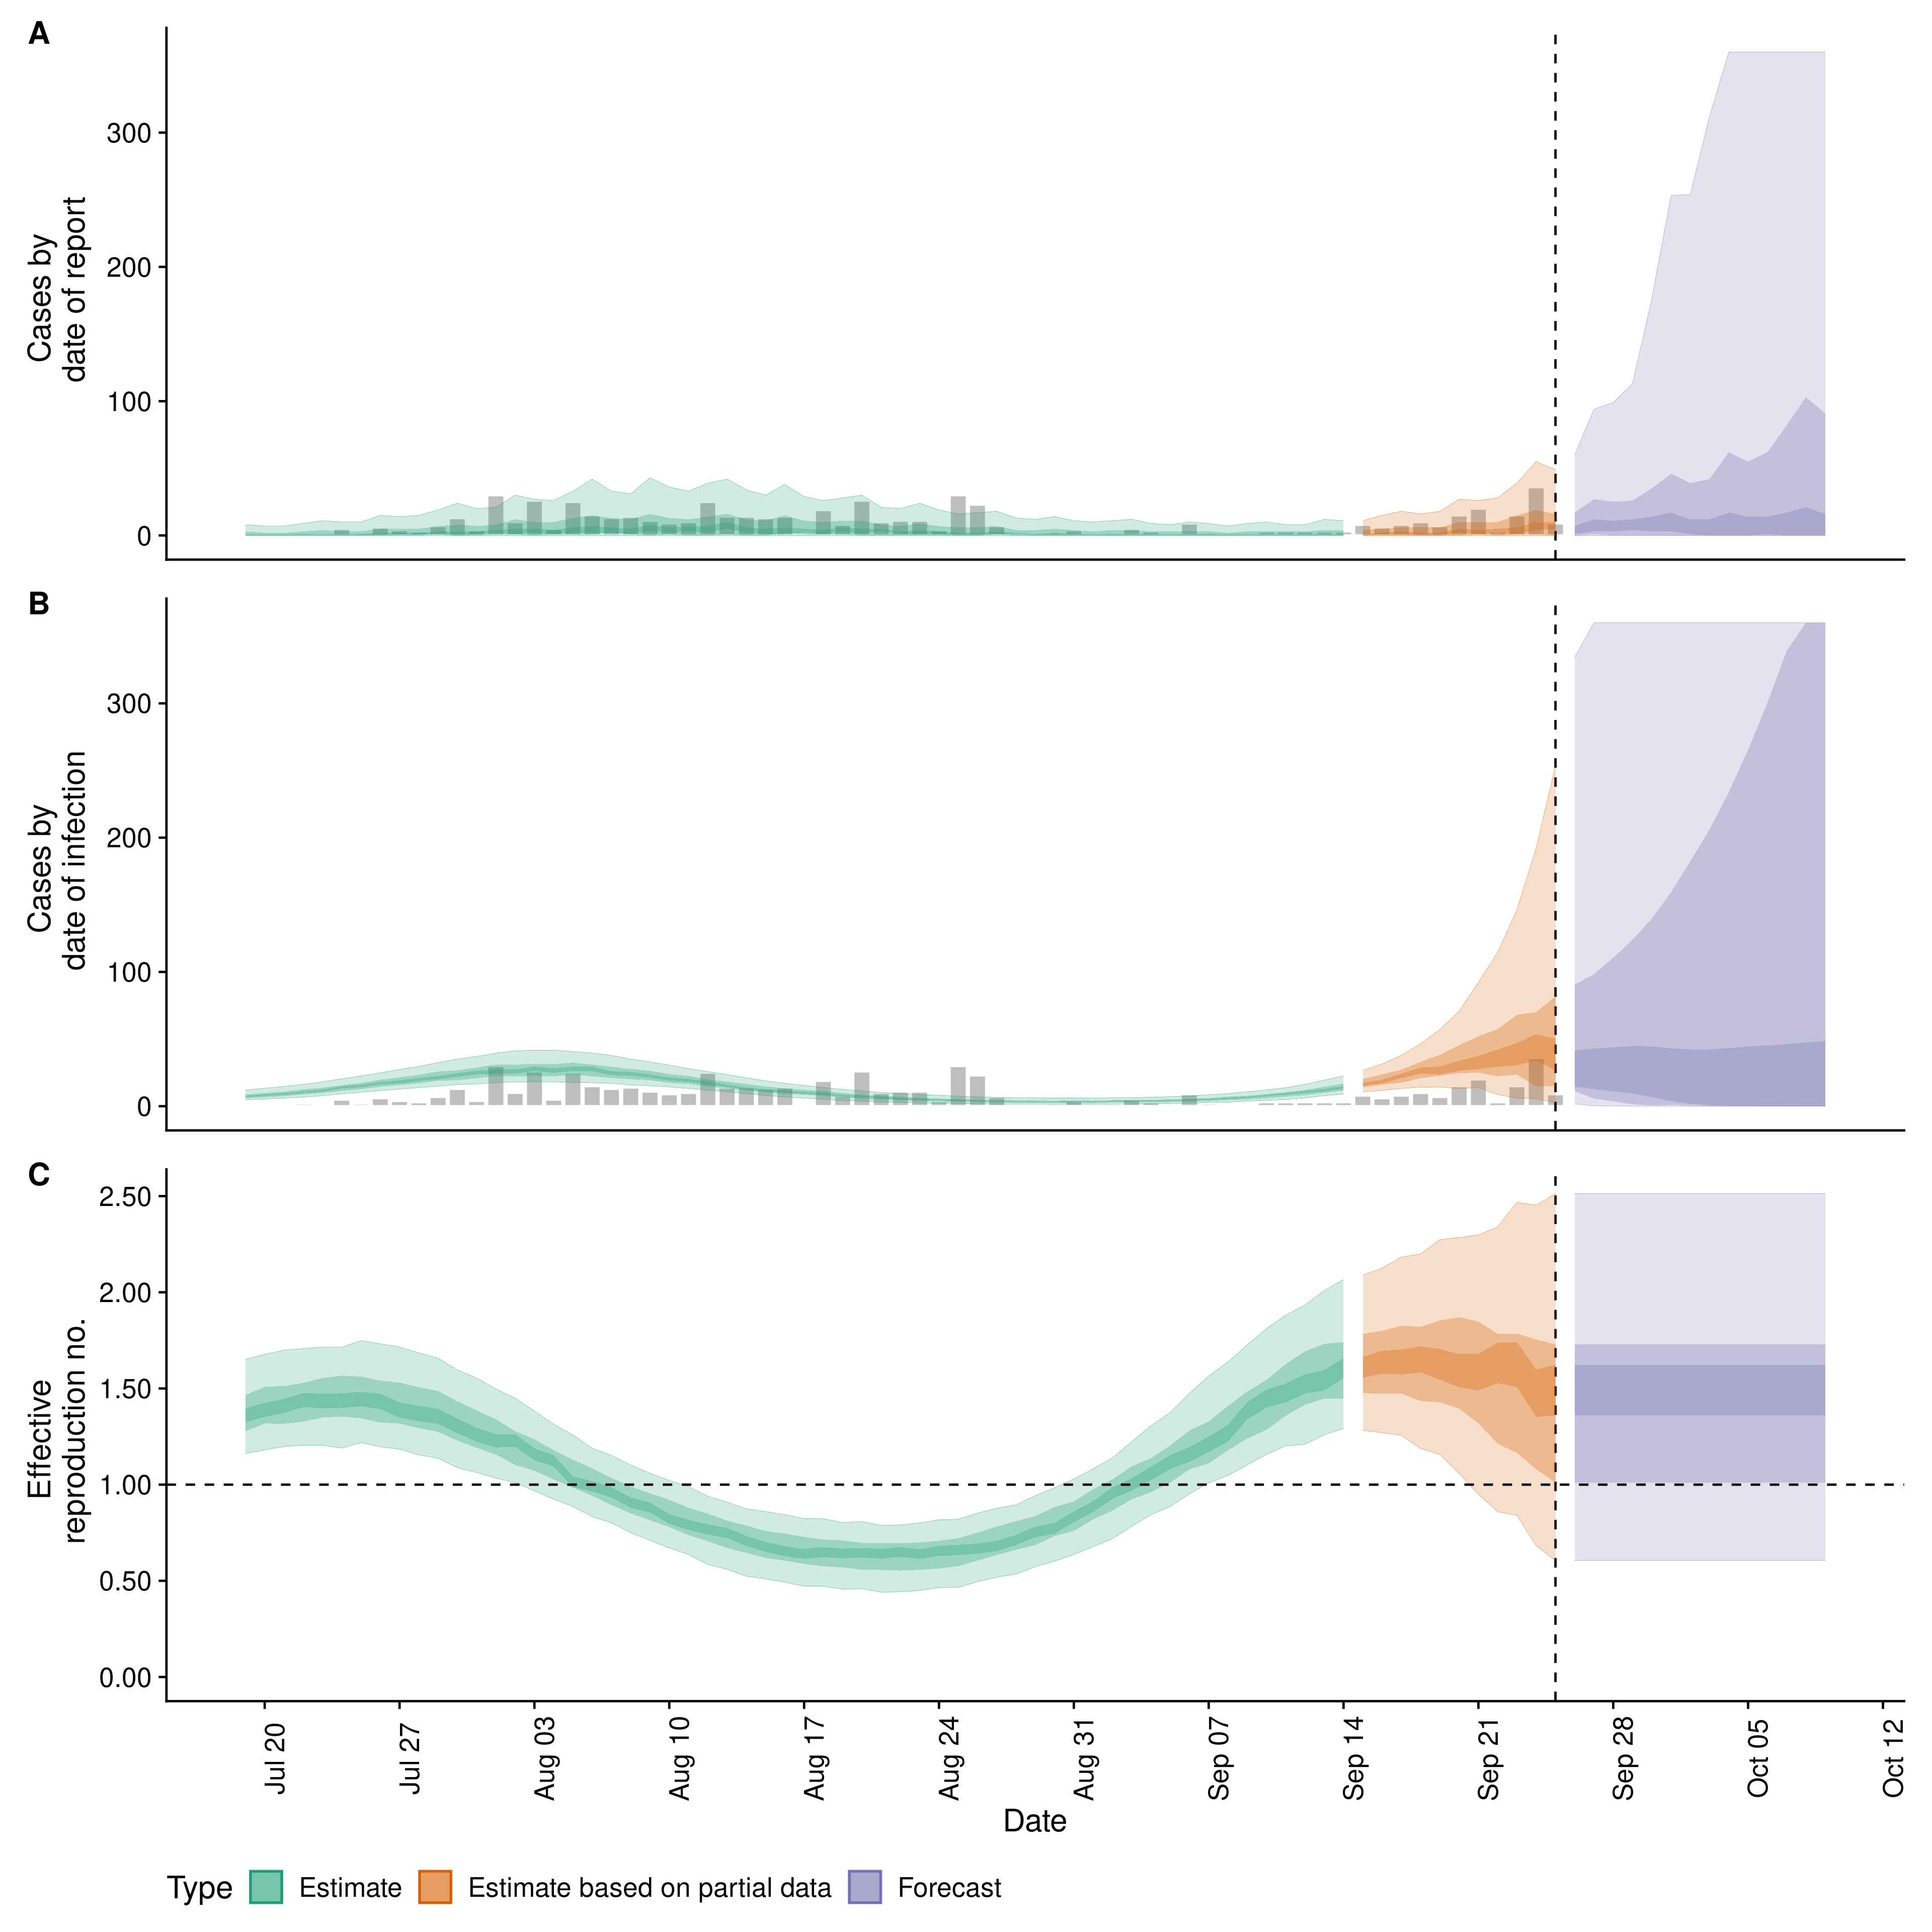 A
300
200
100
0
Cases by
date of report
B
300
200
100
0
Cases by
date of infection
C
2.50
2.00
1.50
1.00
0.50
0.00
Effective
reproduction no.
Jul 20
Jul 27
Aug 03
Aug 10
Aug 17
Aug 24
Aug 31
Sep 07
Sep 14
Sep 21
Sep 28
Oct 05
Oct 12
Date
Type Estimate Estimate based on partial data Forecast